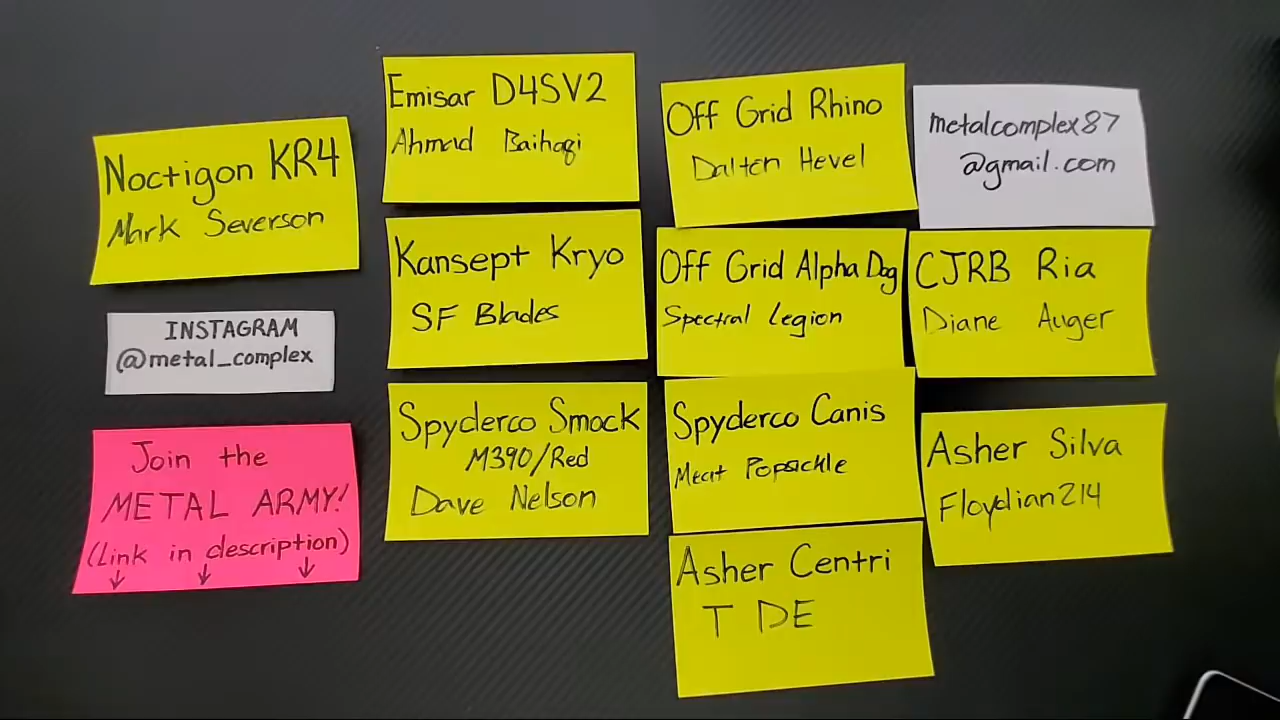 Noctigon KR4
Mark Severson
INSTAGRAM
@metal_complex
Join the
METAL ARMY!
(Link in description)
Emisar D4SV2
Ahmad Baihaqi
Kansept Kryo
SF Blades
Spyderco Smock
M390/Red
Dave Nelson
Off Grid Rhino
Dalton Hevel
Off Grid Alpha Dog
Spectral Legion
Spyderco Canis
Meat Popsickle
Asher Centri
T DE
metalcomplex87
@gmail.com
CJRB Ria
Diane Auger
Asher Silva
Floydian214